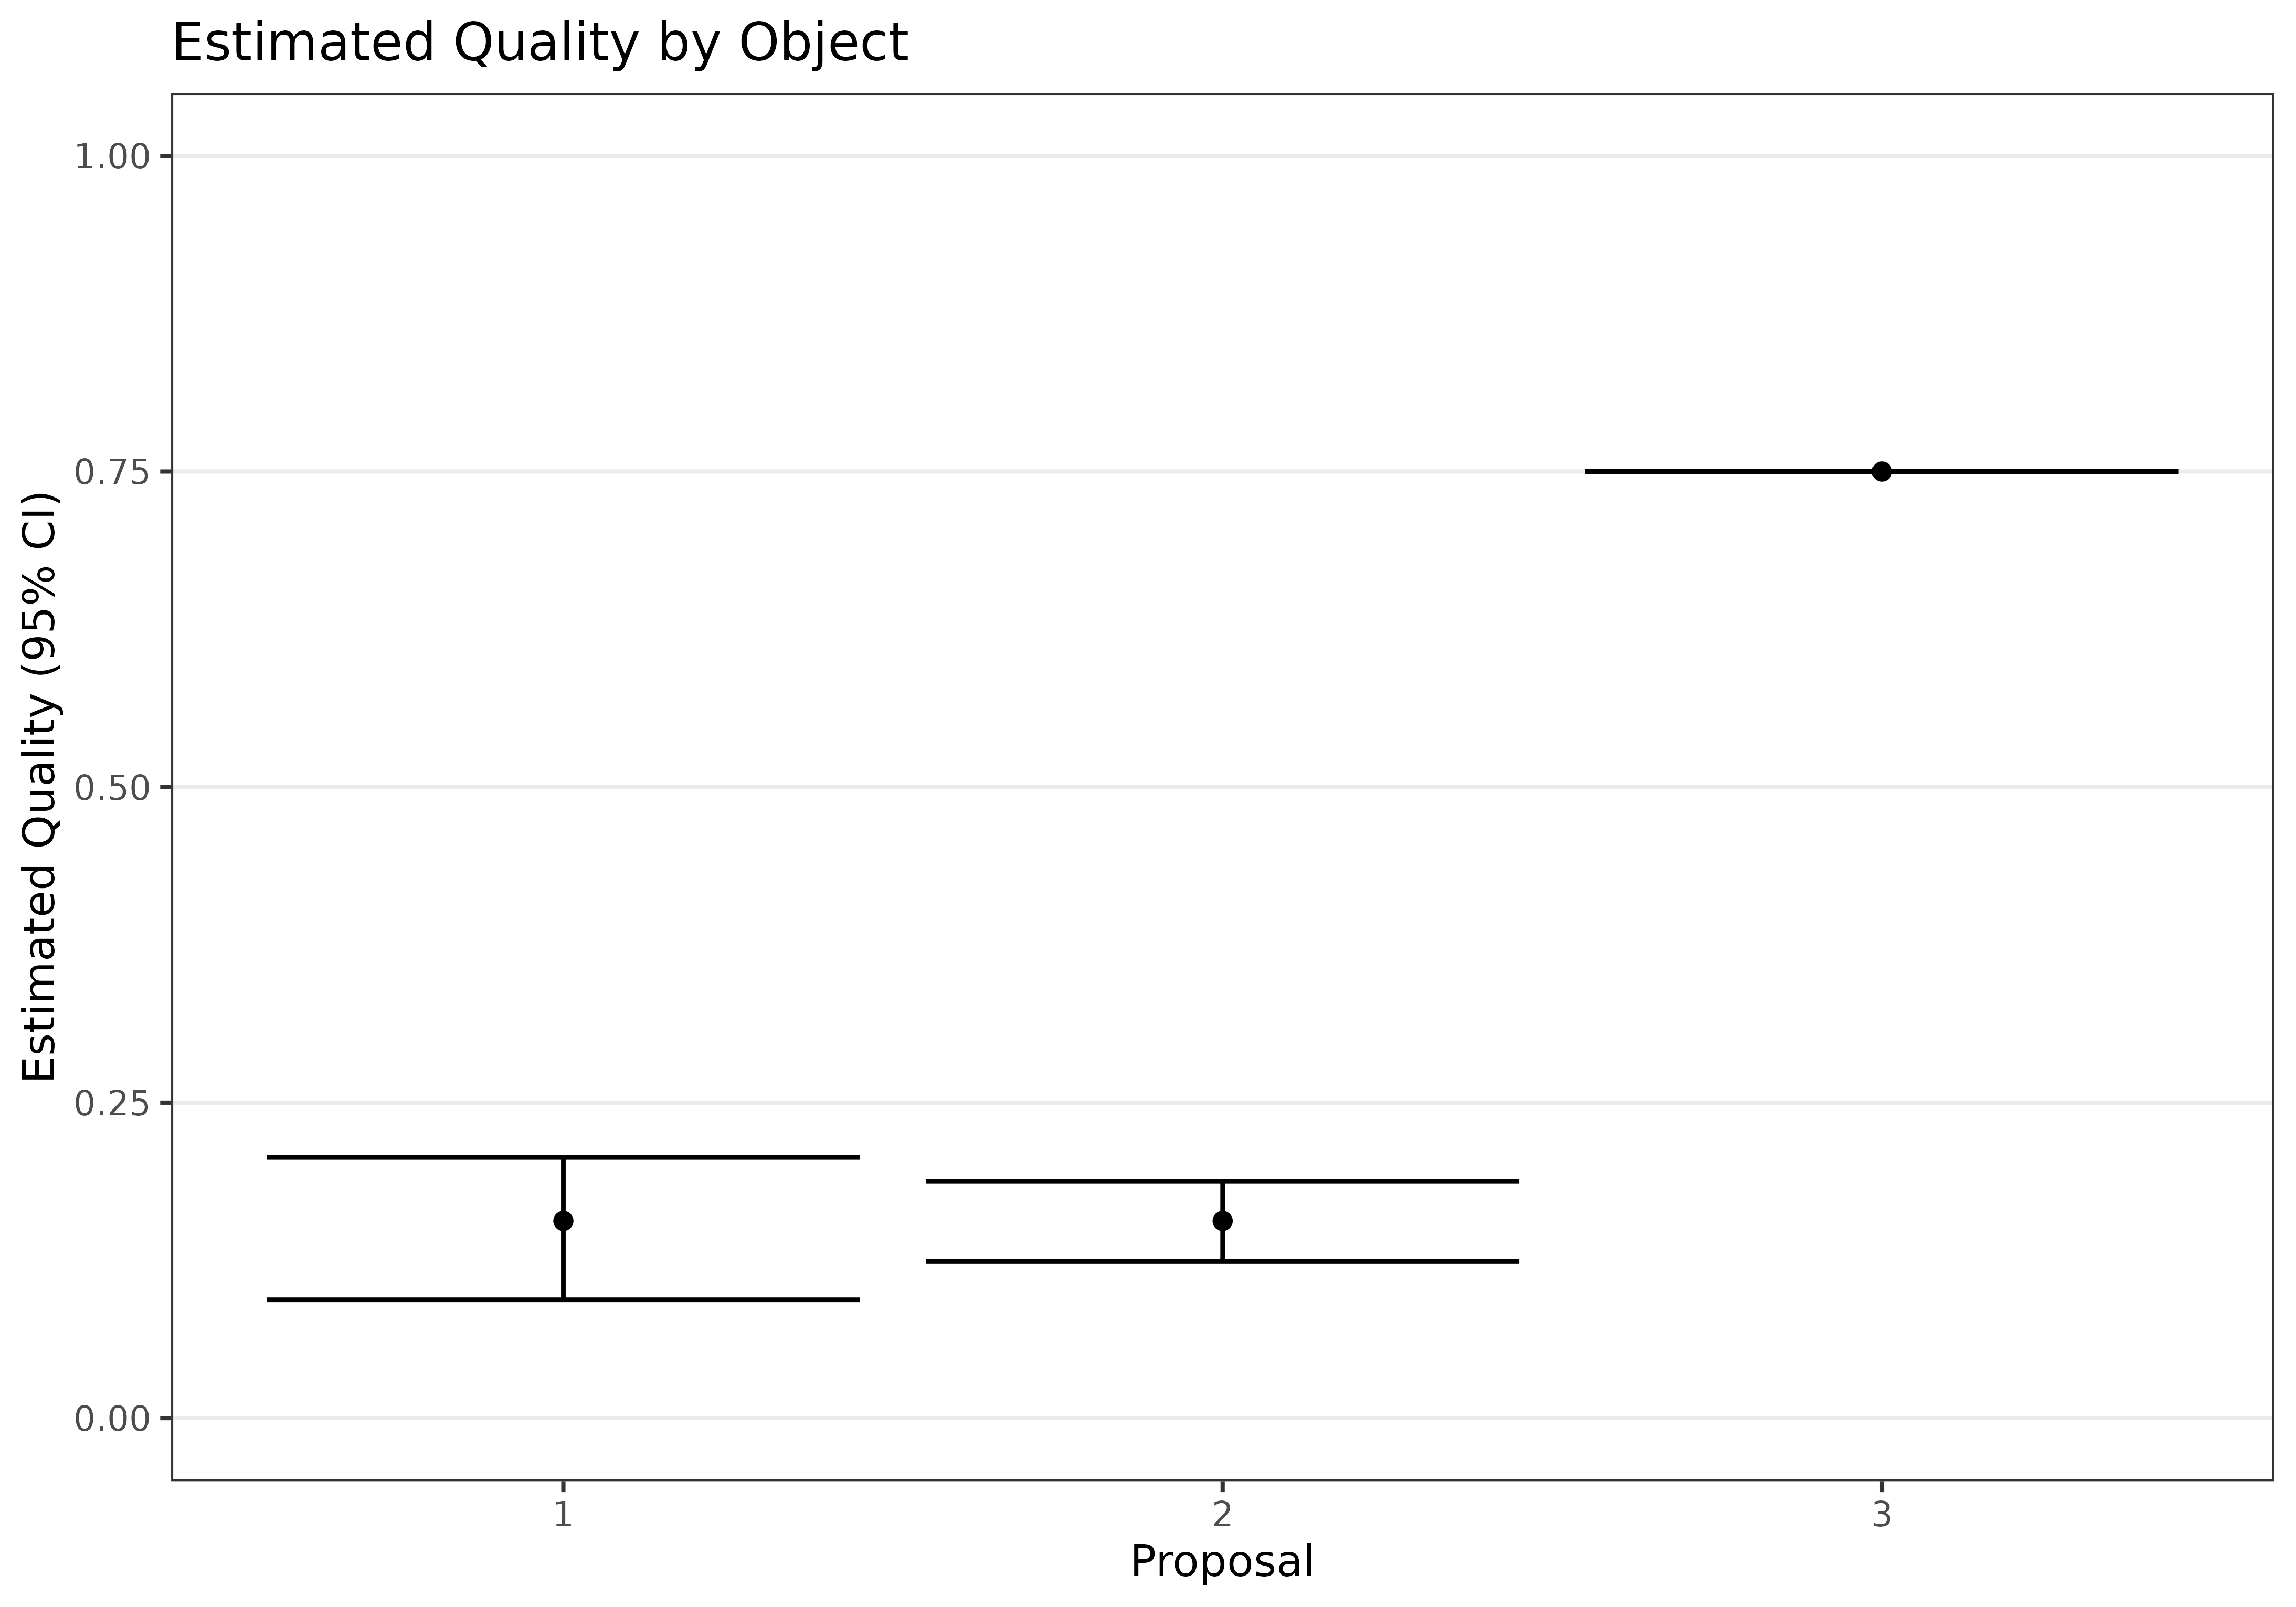 Estimated Quality by Object
Estimated Quality (95% CI)
1.00
0.75
0.50
0.25
0.00
1 2 3
Proposal